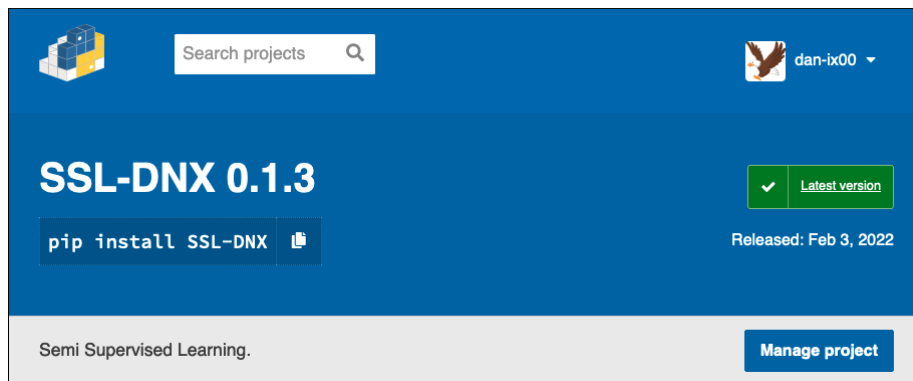 Search projects
dan-ix00
SSL-DNX 0.1.3
Latest version
pip install SSL-DNX
Released: Feb 3, 2022
Semi Supervised Learning.
Manage project